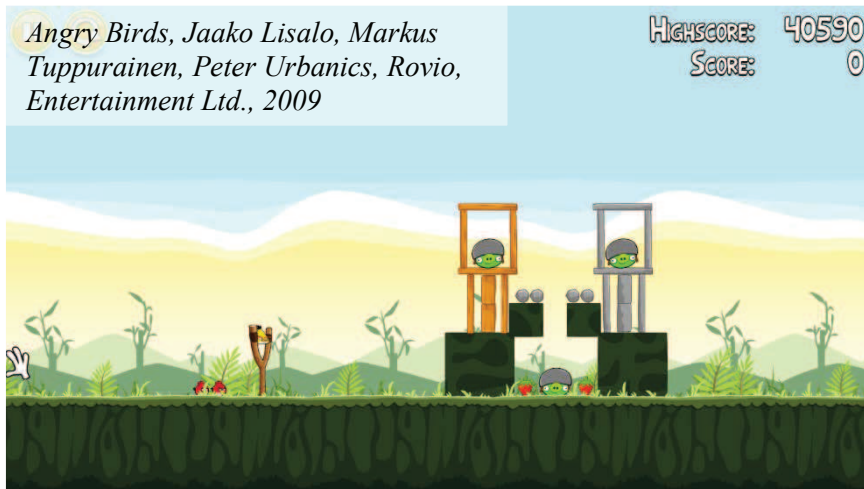 Angry Birds, Jaako Lisalo, Markus
Tuppurainen, Peter Urbanics, Rovio,
Entertainment Ltd., 2009
HIGHSCORE: 40590
SCORE: 0